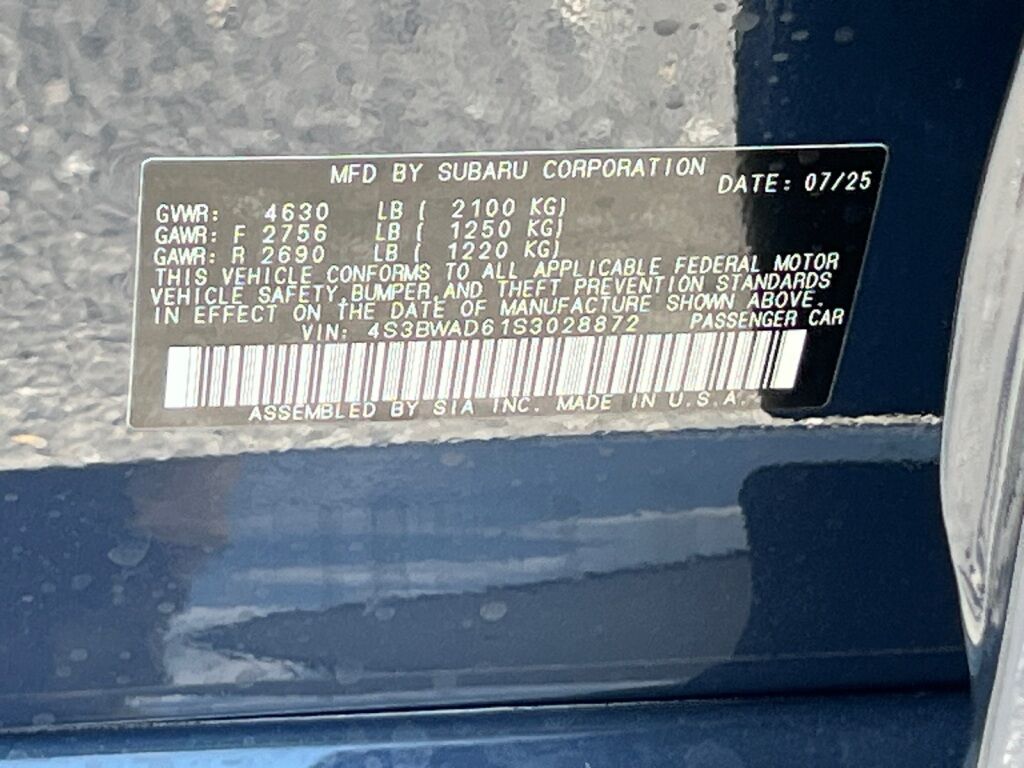 MFD BY SUBARU CORPORATION DATE: 07/25
GVWR: 4630 LB ( 2100 KG)
GAWR: F 2756 LB ( 1250 KG)
GAWR: R 2690 LB ( 1220 KG)
THIS VEHICLE CONFORMS TO ALL APPLICABLE FEDERAL MOTOR
VEHICLE SAFETY,BUMPER,AND THEFT PREVENTION STANDARDS
IN EFFECT ON THE DATE OF MANUFACTURE SHOWN ABOVE.
VIN: 4S3BWAD61S3028872 PASSENGER CAR
ASSEMBLED BY SIA INC. MADE IN U.S.A.